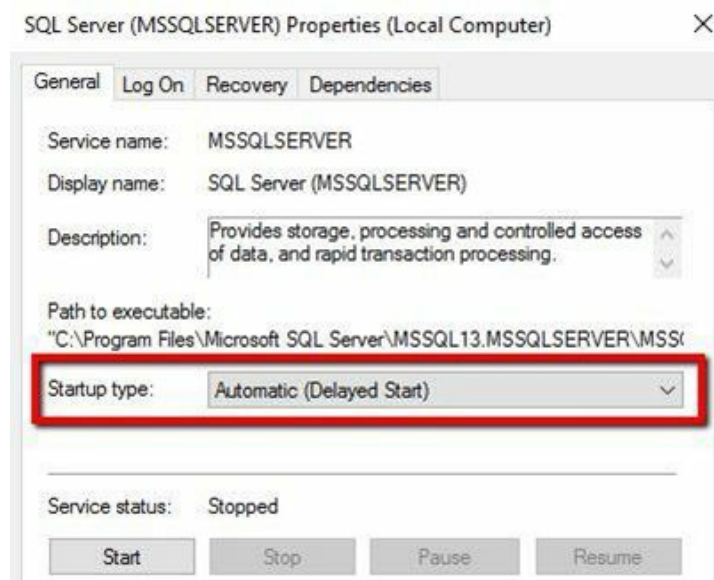 SQL Server (MSSQLSERVER) Properties (Local Computer)
General Log On Recovery Dependencies
Service name: MSSQLSERVER
Display name: SQL Server (MSSQLSERVER)
Description: Provides storage, processing and controlled access
of data, and rapid transaction processing.
Path to executable:
"C:\Program Files\Microsoft SQL Server\MSSQL13.MSSQLSERVER\MSS
Startup type: Automatic (Delayed Start)
Service status: Stopped
Start Stop Pause Resume